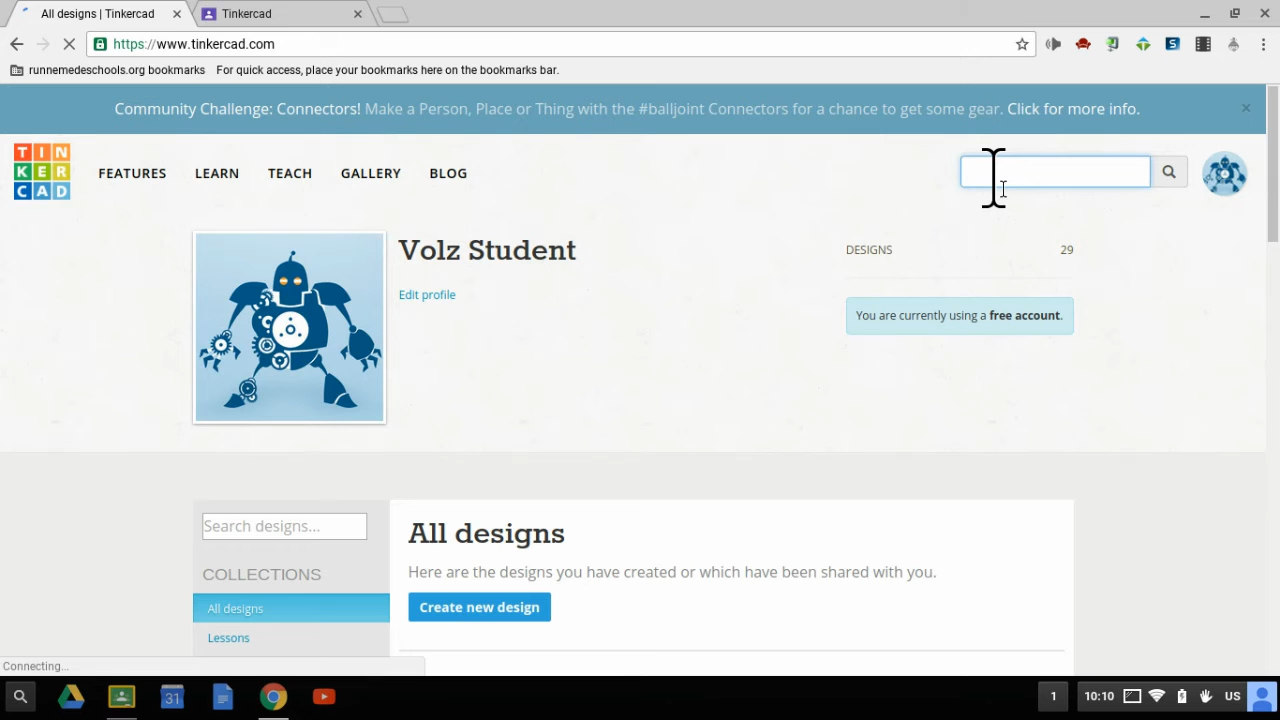 All designs | Tinkercad
Tinkercad
https://www.tinkercad.com
runnemedeschools.org bookmarks
For quick access, place your bookmarks here on the bookmarks bar.
Community Challenge: Connectors! Make a Person, Place or Thing with the #balljoint Connectors for a chance to get some gear. Click for more info.
TIN
KER
CAD
FEATURES
LEARN
TEACH
GALLERY
BLOG
Volz Student
Edit profile
DESIGNS 29
You are currently using a free account.
Search designs...
COLLECTIONS
All designs
Lessons
All designs
Here are the designs you have created or which have been shared with you.
Create new design
Connecting...
31
1
10:10
US